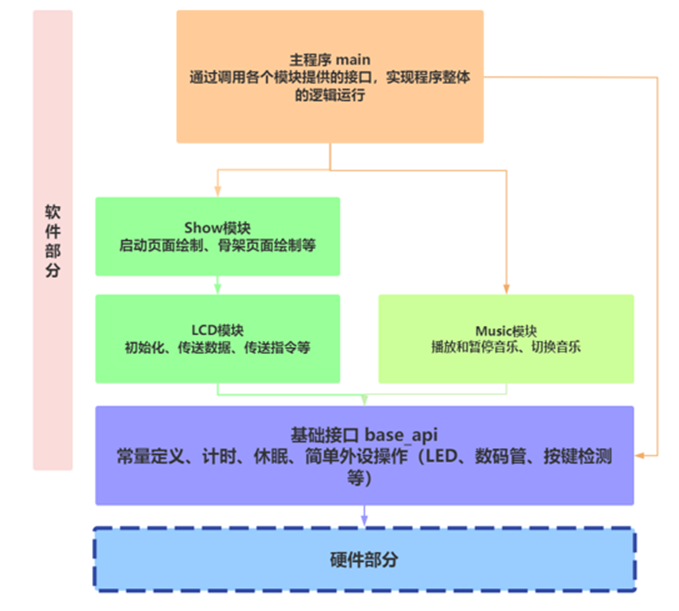 软件部分
主程序 main
通过调用各个模块提供的接口，实现程序整体
的逻辑运行
Show模块
启动页面绘制、骨架页面绘制等
LCD模块
初始化、传送数据、传送指令等
Music模块
播放和暂停音乐、切换音乐
基础接口 base_api
常量定义、计时、休眠、简单外设操作（LED、数码管、按键检测
等）
硬件部分